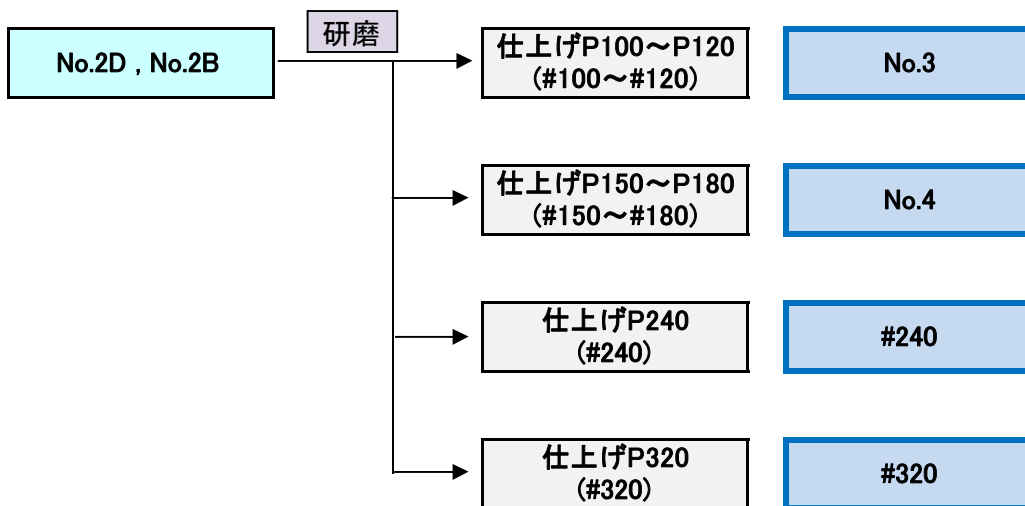 研磨
No.2D , No.2B
仕上げP100～P120
(#100～#120)
No.3
仕上げP150～P180
(#150～#180)
No.4
仕上げP240
(#240)
#240
仕上げP320
(#320)
#320